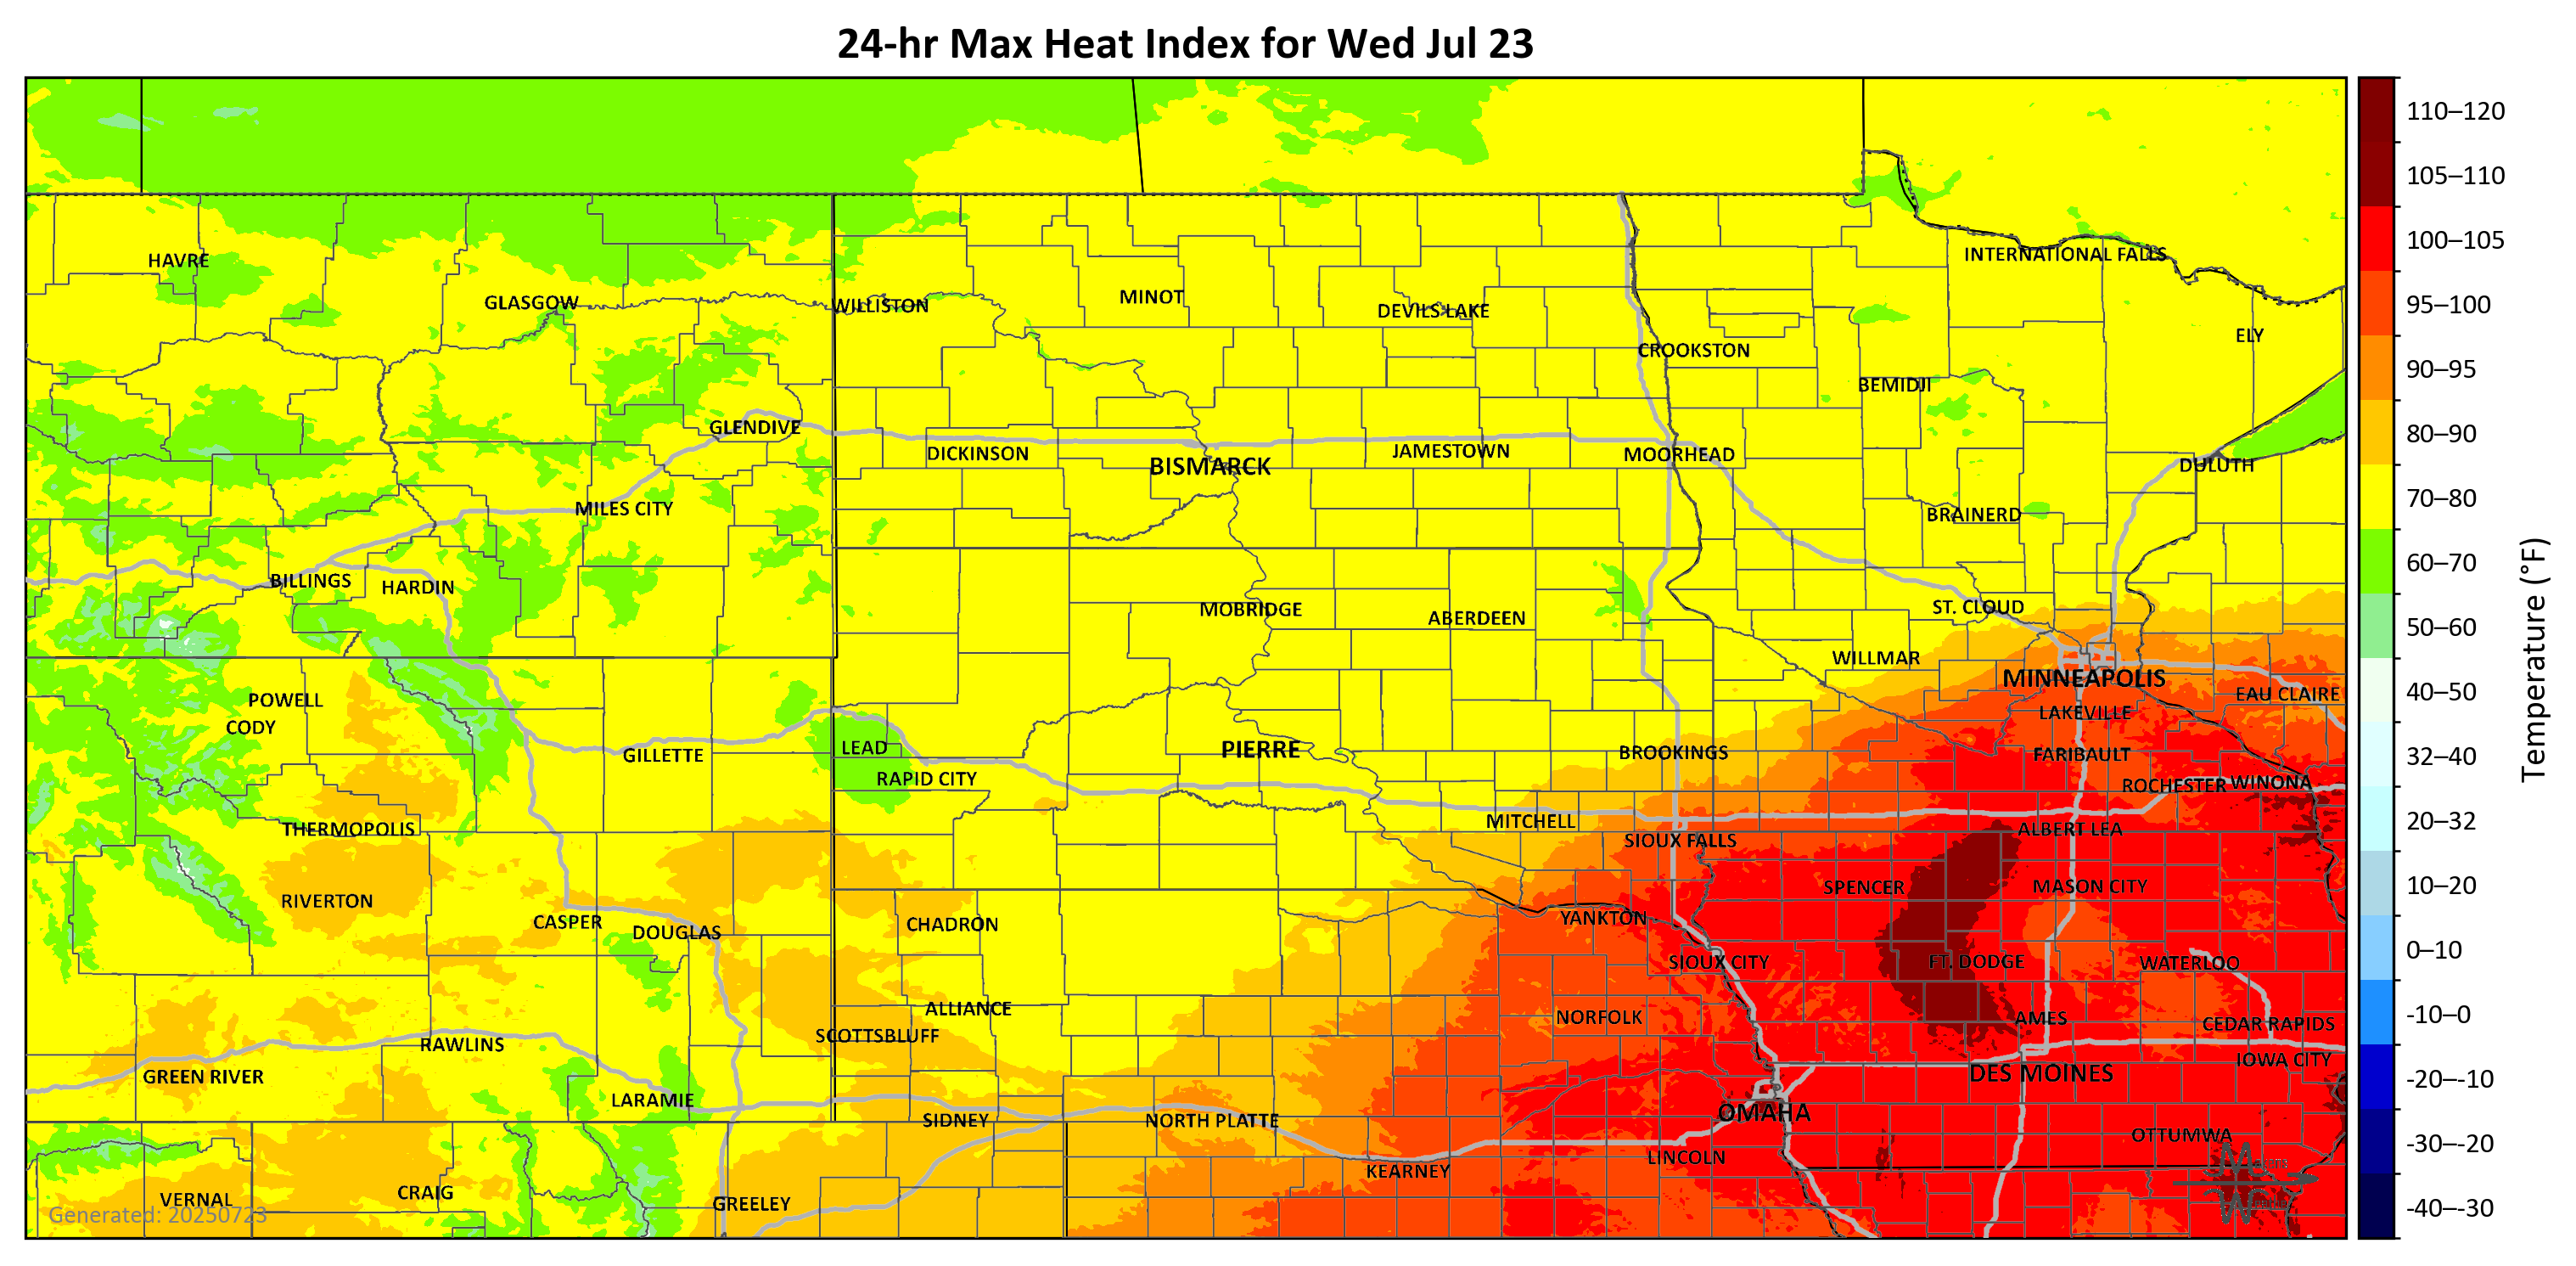 24-hr Max Heat Index for Wed Jul 23
110–120
105–110
100–105
95–100
90–95
80–90
70–80
60–70
50–60
40–50
32–40
20–32
10–20
0–10
-10–0
-20–-10
-30–-20
-40–-30
Temperature (°F)
HAVRE
INTERNATIONAL FALLS
GLASGOW
WILLISTON
MINOT
DEVILS LAKE
ELY
CROOKSTON
BEMIDJI
GLENDIVE
DICKINSON
BISMARCK
JAMESTOWN
MOORHEAD
DULUTH
MILES CITY
BRAINERD
BILLINGS
HARDIN
MOBRIDGE
ABERDEEN
ST. CLOUD
WILLMAR
MINNEAPOLIS
EAU CLAIRE
POWELL
CODY
LAKEVILLE
GILLETTE
LEAD
PIERRE
BROOKINGS
FARIBAULT
RAPID CITY
ROCHESTER
WINONA
THERMOPOLIS
MITCHELL
SIOUX FALLS
ALBERT LEA
RIVERTON
SPENCER
MASON CITY
CASPER
DOUGLAS
CHADRON
YANKTON
SIOUX CITY
FT. DODGE
WATERLOO
ALLIANCE
NORFOLK
AMES
CEDAR RAPIDS
SCOTTSBLUFF
RAWLINS
IOWA CITY
GREEN RIVER
DES MOINES
LARAMIE
SIDNEY
NORTH PLATTE
OMAHA
OTTUMWA
KEARNEY
LINCOLN
VERNAL
CRAIG
GREELEY
Generated: 20250723